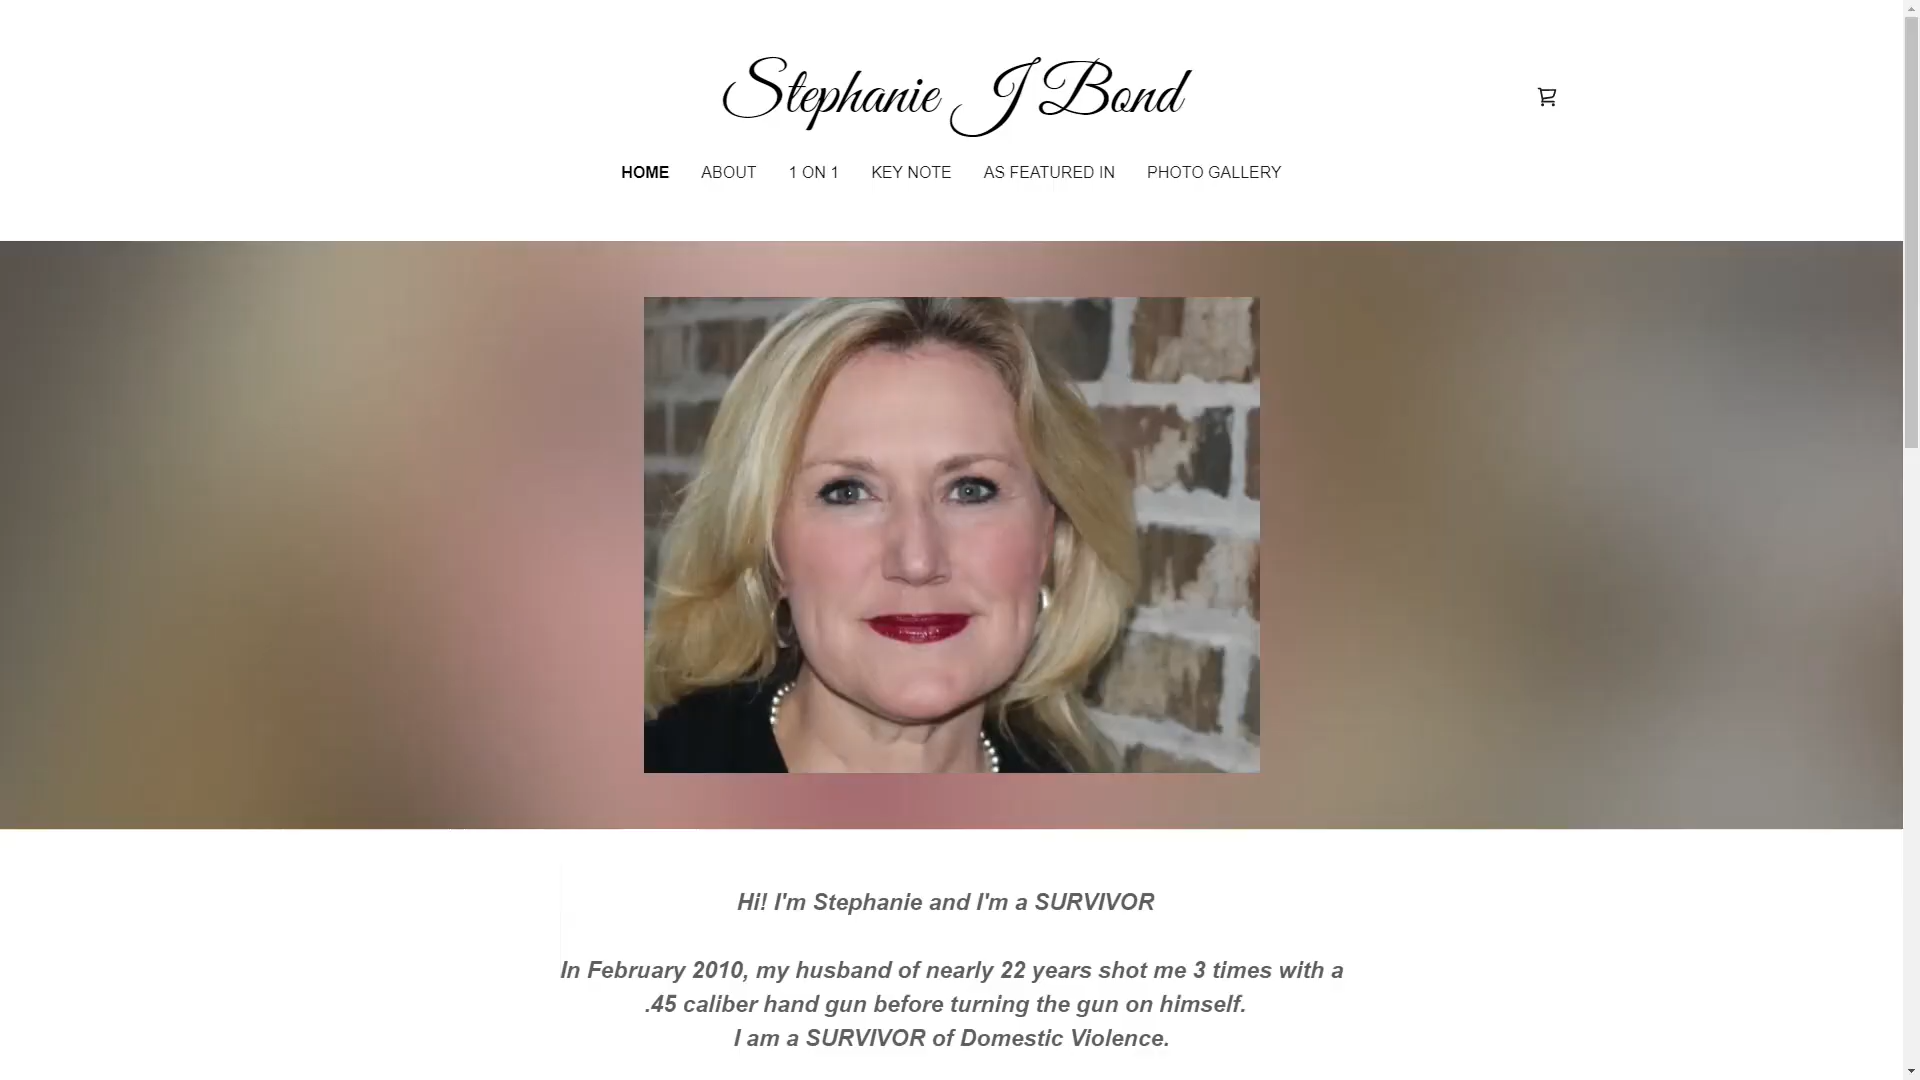 Stephanie J Bond
HOME ABOUT 1 ON 1 KEY NOTE AS FEATURED IN PHOTO GALLERY
Hi! I'm Stephanie and I'm a SURVIVOR
In February 2010, my husband of nearly 22 years shot me 3 times with a
.45 caliber hand gun before turning the gun on himself.
I am a SURVIVOR of Domestic Violence.